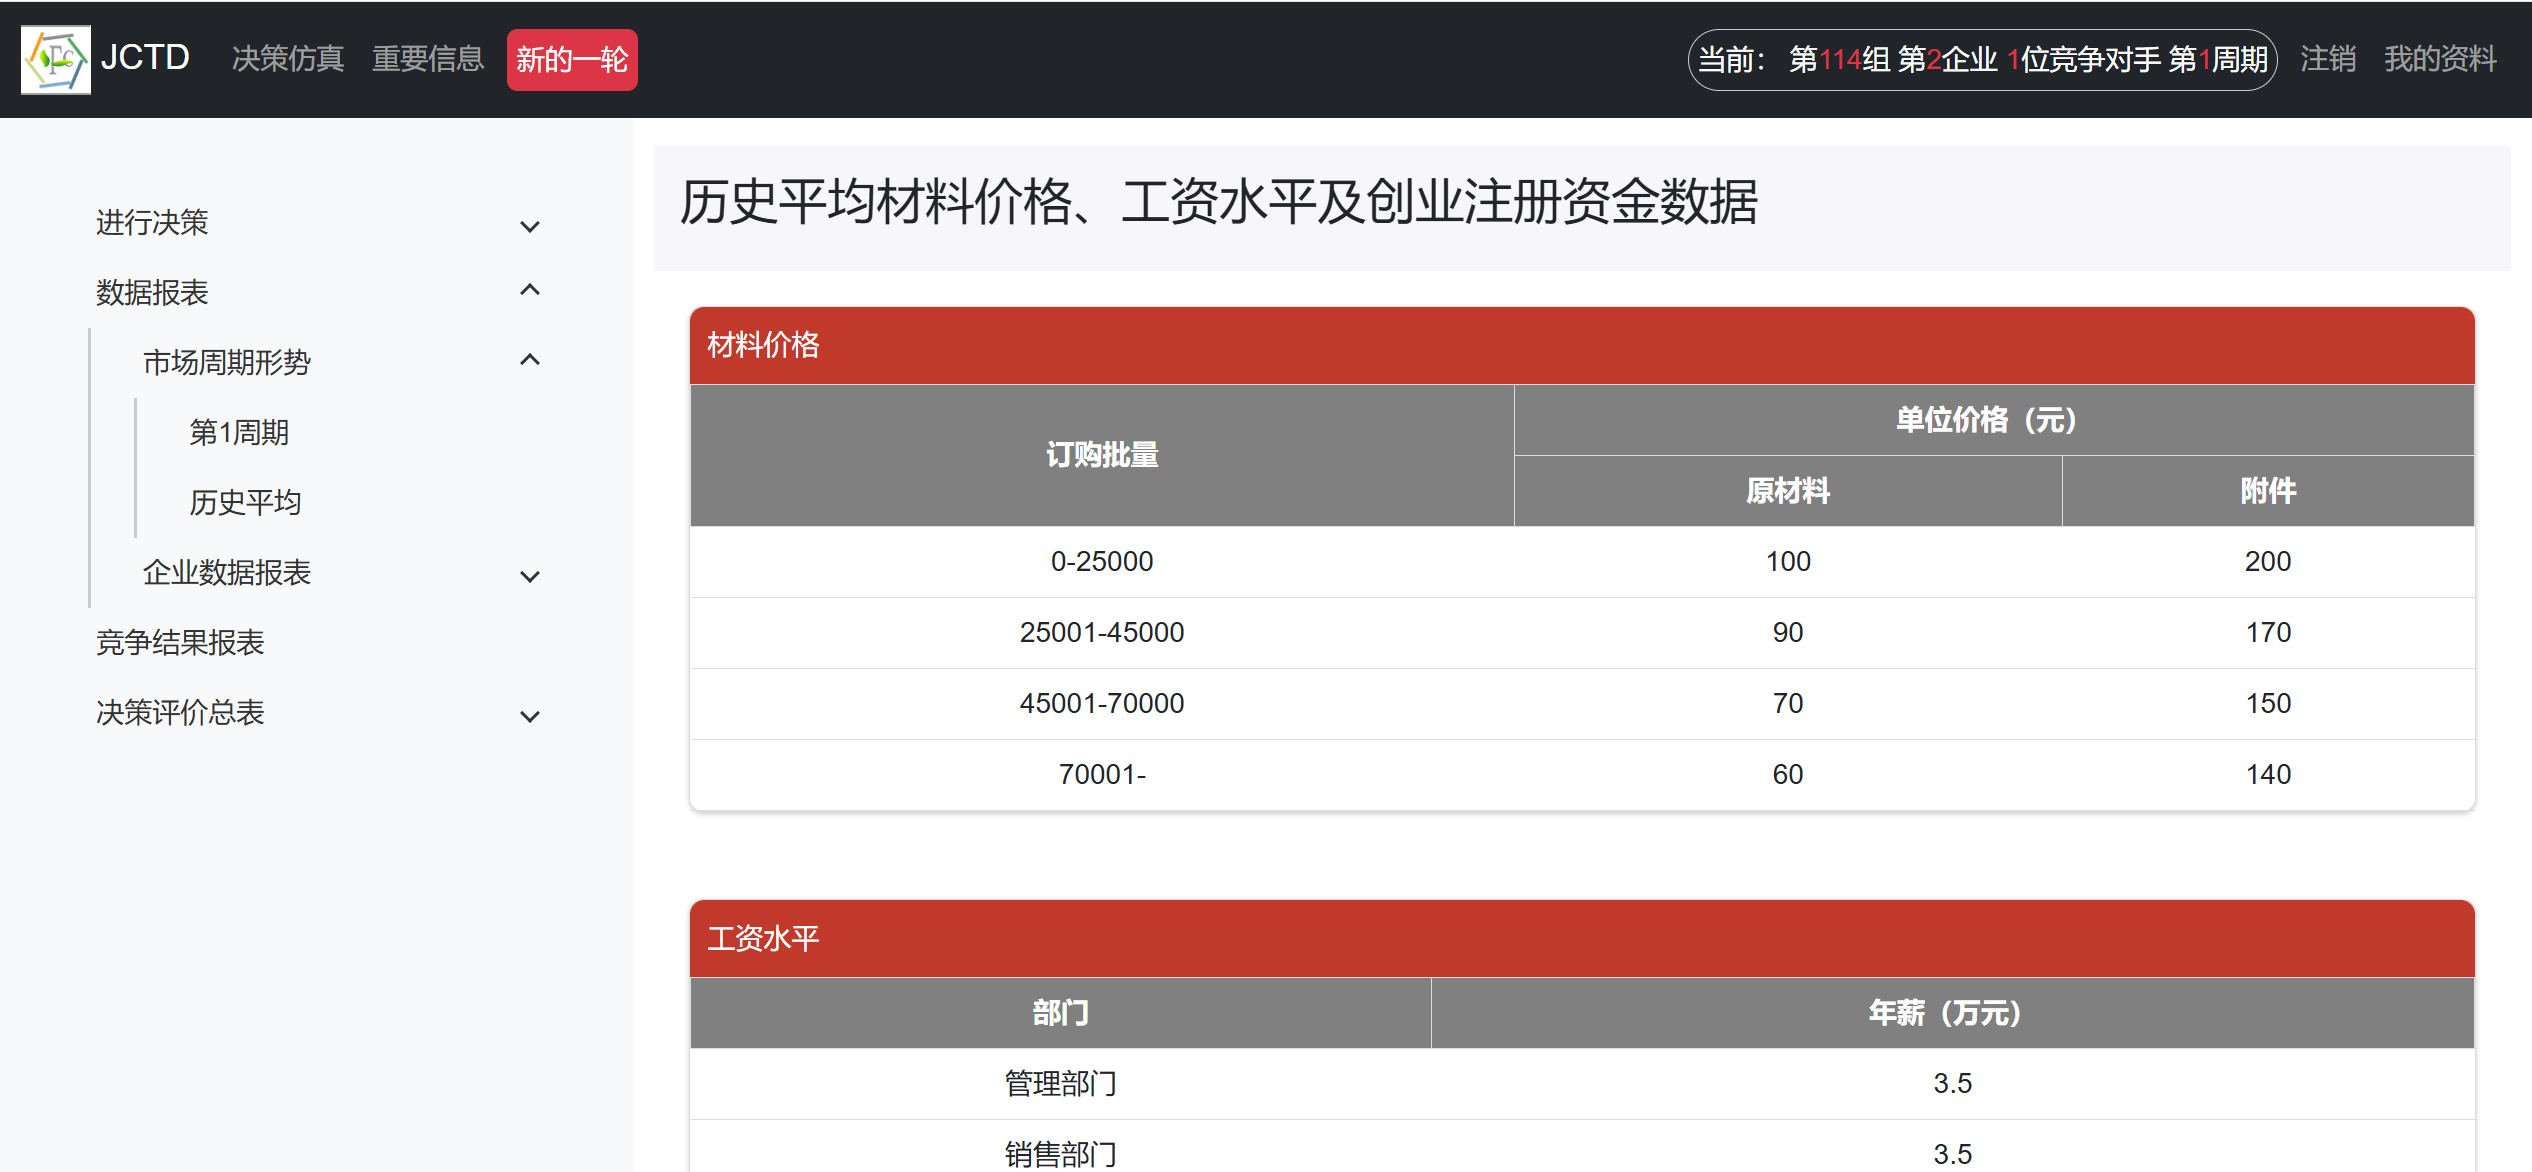 JCTD 决策仿真 重要信息 新的一轮 当前： 第114组 第2企业 1位竞争对手 第1周期 注销 我的资料
进行决策
数据报表
市场周期形势
第1周期
历史平均
企业数据报表
竞争结果报表
决策评价总表
历史平均材料价格、工资水平及创业注册资金数据
材料价格
订购批量 单位价格（元）
原材料 附件
0-25000 100 200
25001-45000 90 170
45001-70000 70 150
70001- 60 140
工资水平
部门 年薪（万元）
管理部门 3.5
销售部门 3.5